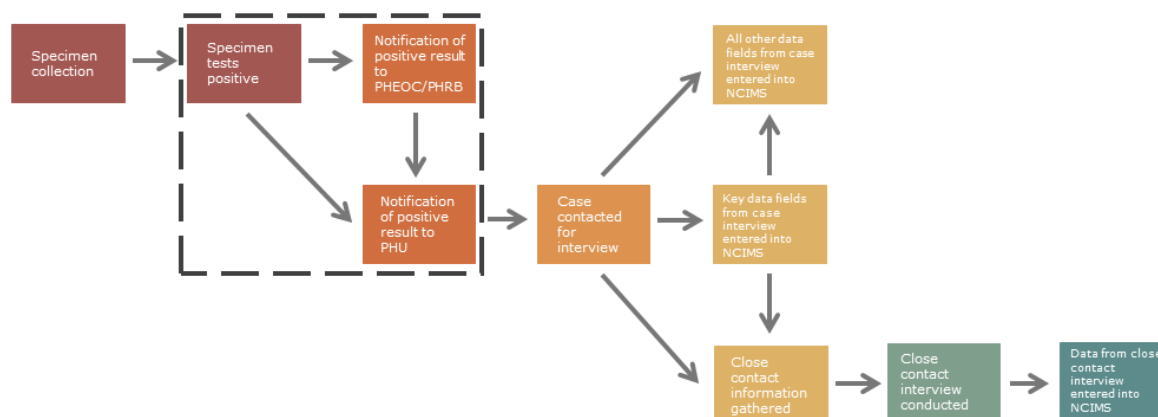 Specimen
collection
Specimen
tests
positive
Notification of
positive result
to
PHEOC/PHRB
All other data
fields from case
interview
entered into
NCIMS
Notification
of positive
result to
PHU
Case
contacted
for
interview
Key data fields
from case
interview
entered into
NCIMS
Close
contact
information
gathered
Close
contact
interview
conducted
Data from close
contact
interview
entered into
NCIMS